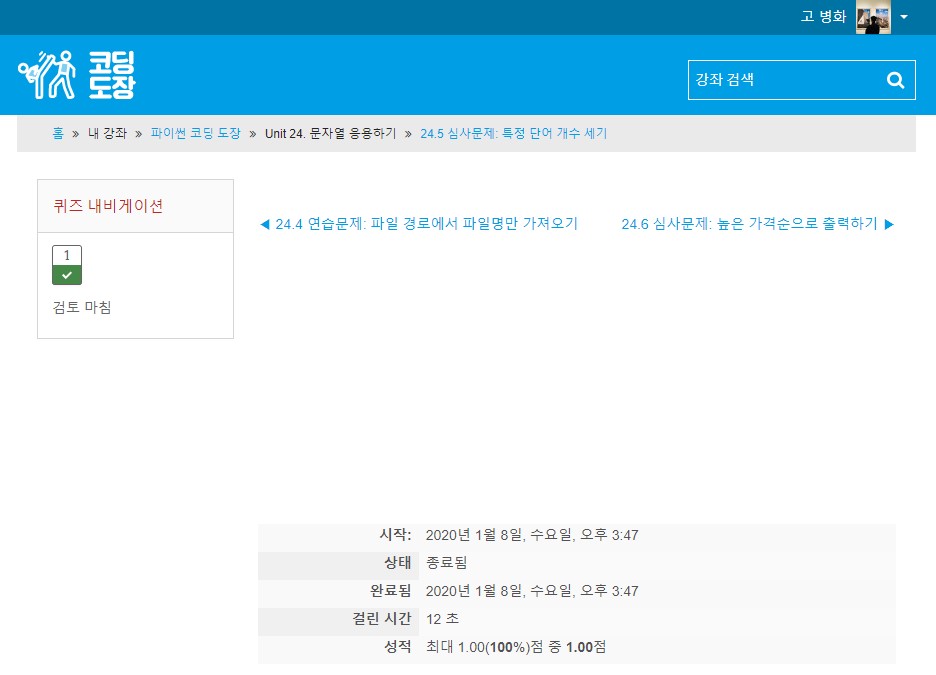 고 병화
코딩
도장
강좌 검색
홈 » 내 강좌 » 파이썬 코딩 도장 » Unit 24. 문자열 응용하기 » 24.5 심사문제: 특정 단어 개수 세기
퀴즈 내비게이션
1
검토 마침
◀ 24.4 연습문제: 파일 경로에서 파일명만 가져오기
24.6 심사문제: 높은 가격순으로 출력하기 ▶
시작: 2020년 1월 8일, 수요일, 오후 3:47
상태 종료됨
완료됨 2020년 1월 8일, 수요일, 오후 3:47
걸린 시간 12 초
성적 최대 1.00(100%)점 중 1.00점